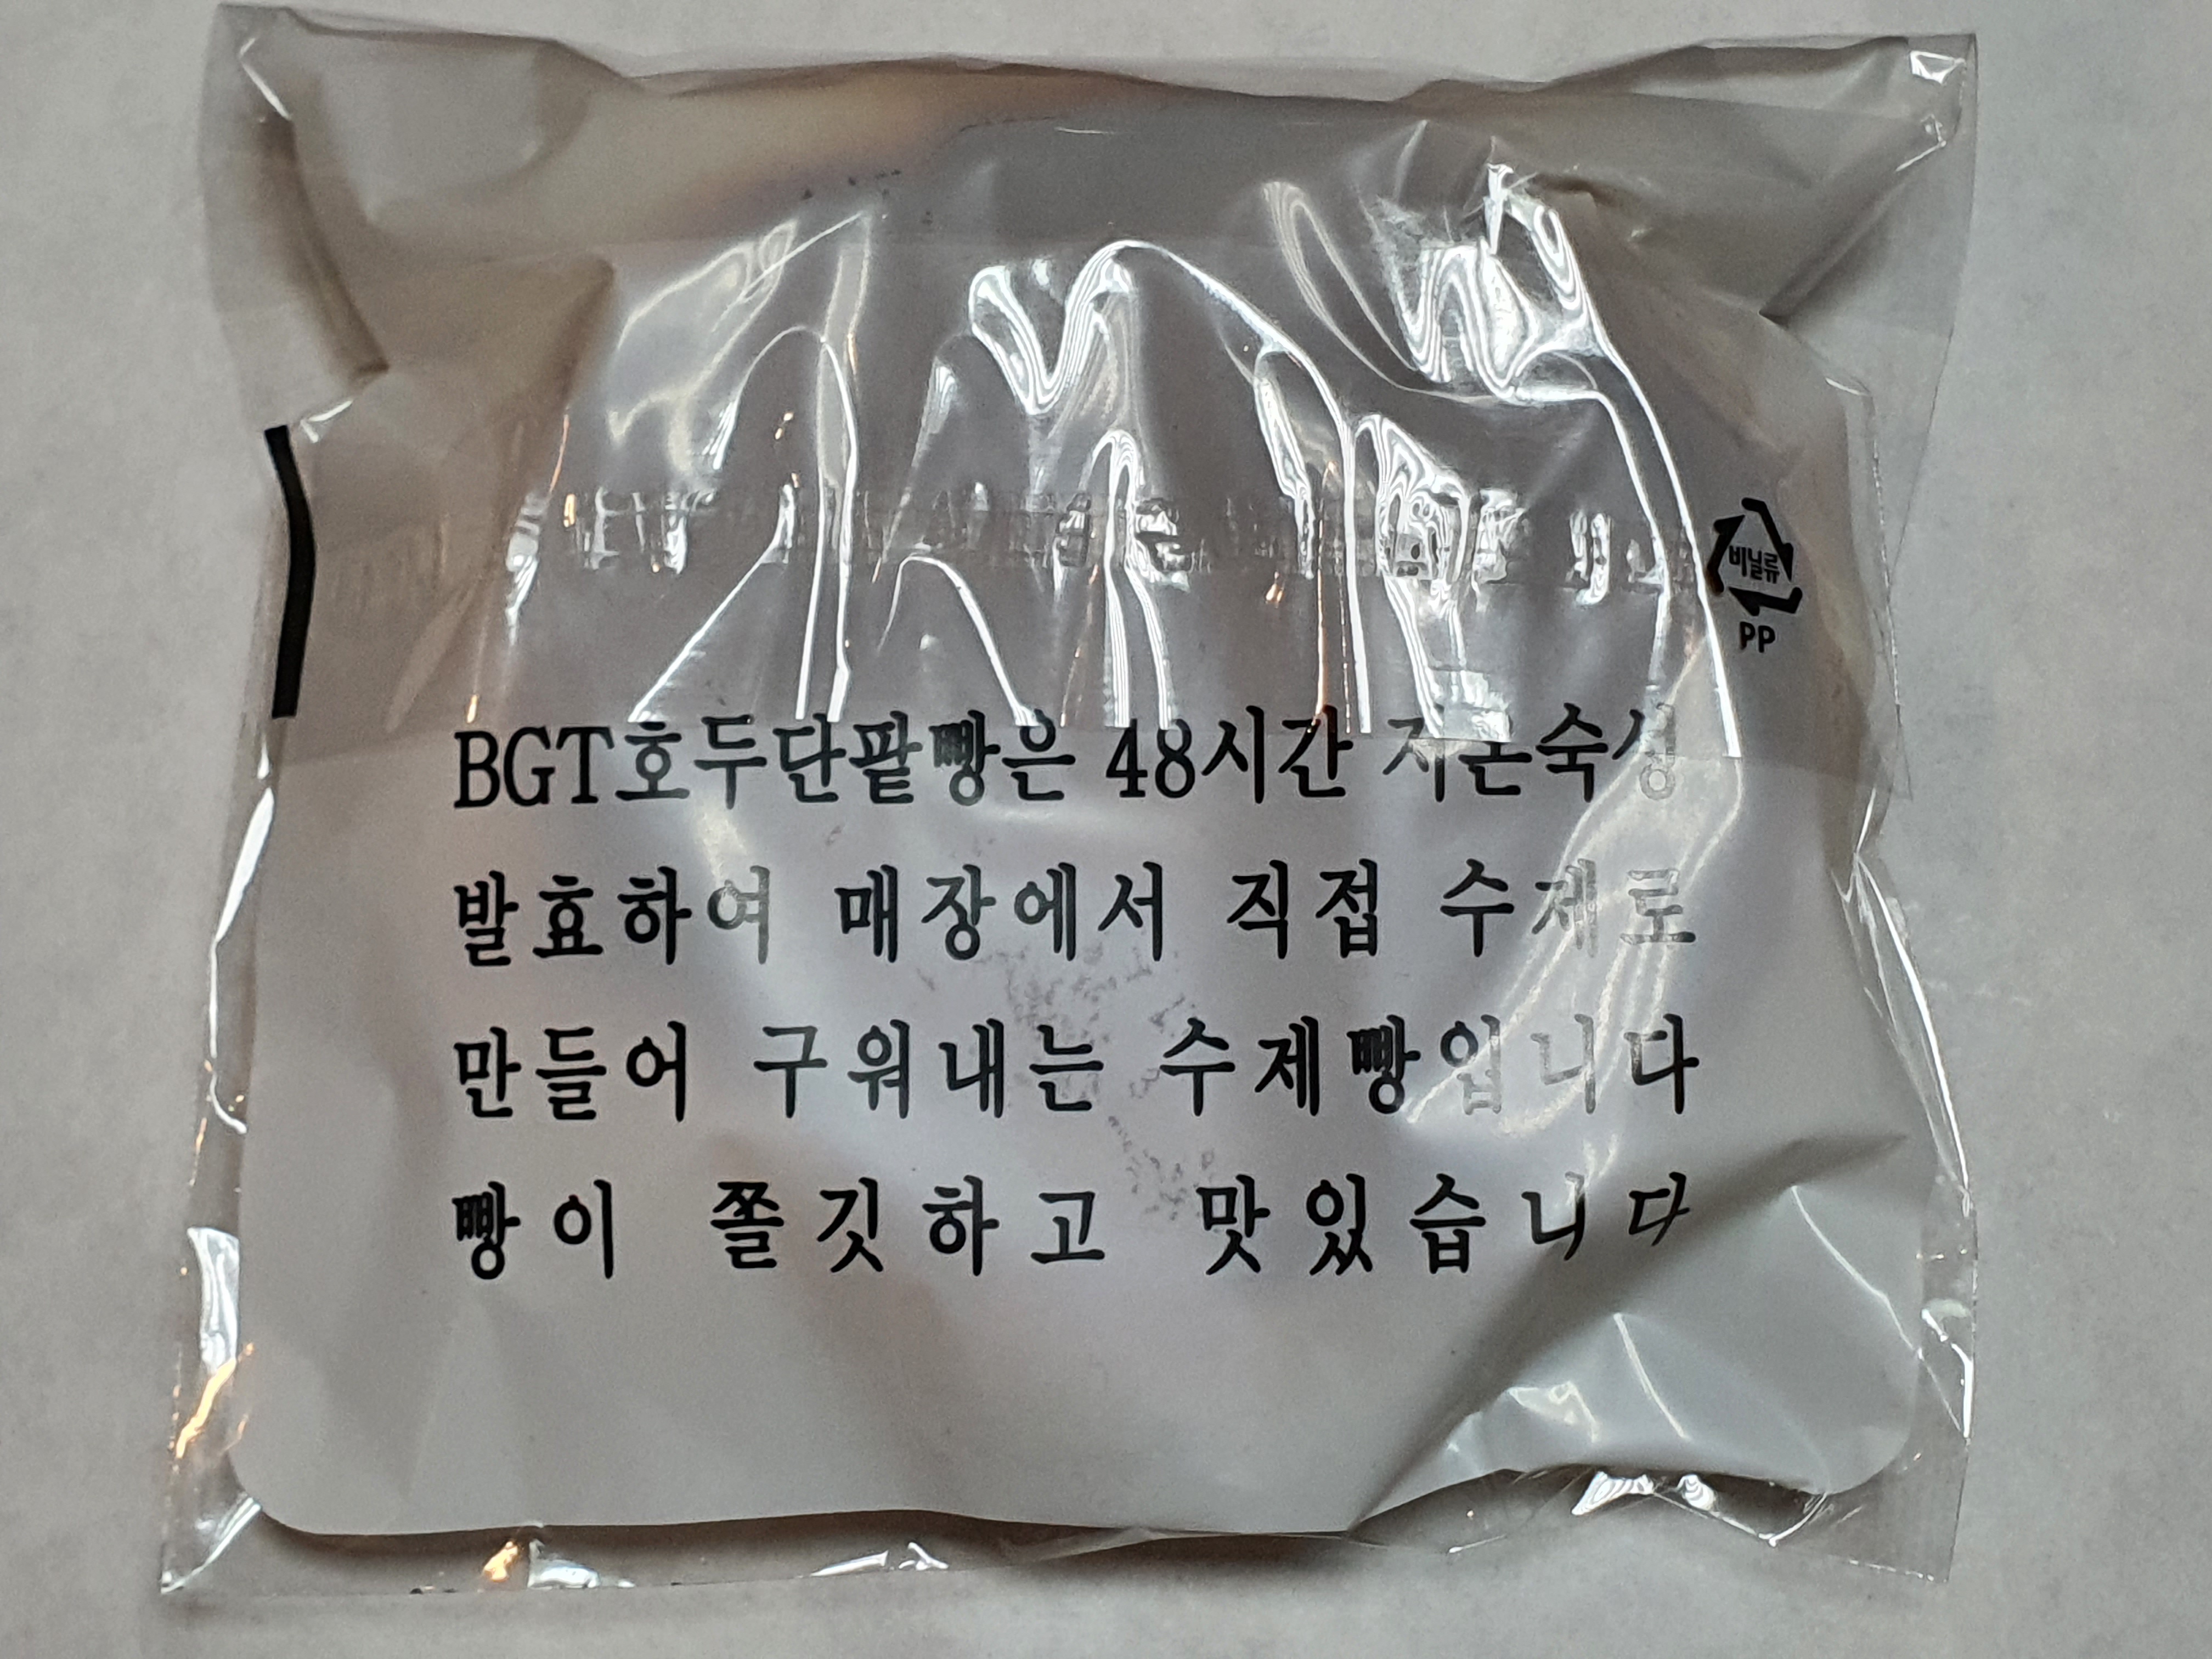 비닐류
PP
BGT호두단팥빵은 48시간 저온숙성
발효하여 매장에서 직접 수제로
만들어 구워내는 수제빵입니다
빵이 쫄깃하고 맛있습니다